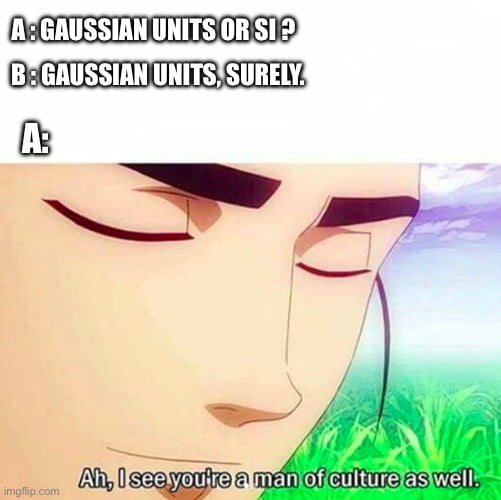 A : GAUSSIAN UNITS OR SI ?
B : GAUSSIAN UNITS, SURELY.
A:
Ah, I see you're a man of culture as well.
imgflip.com